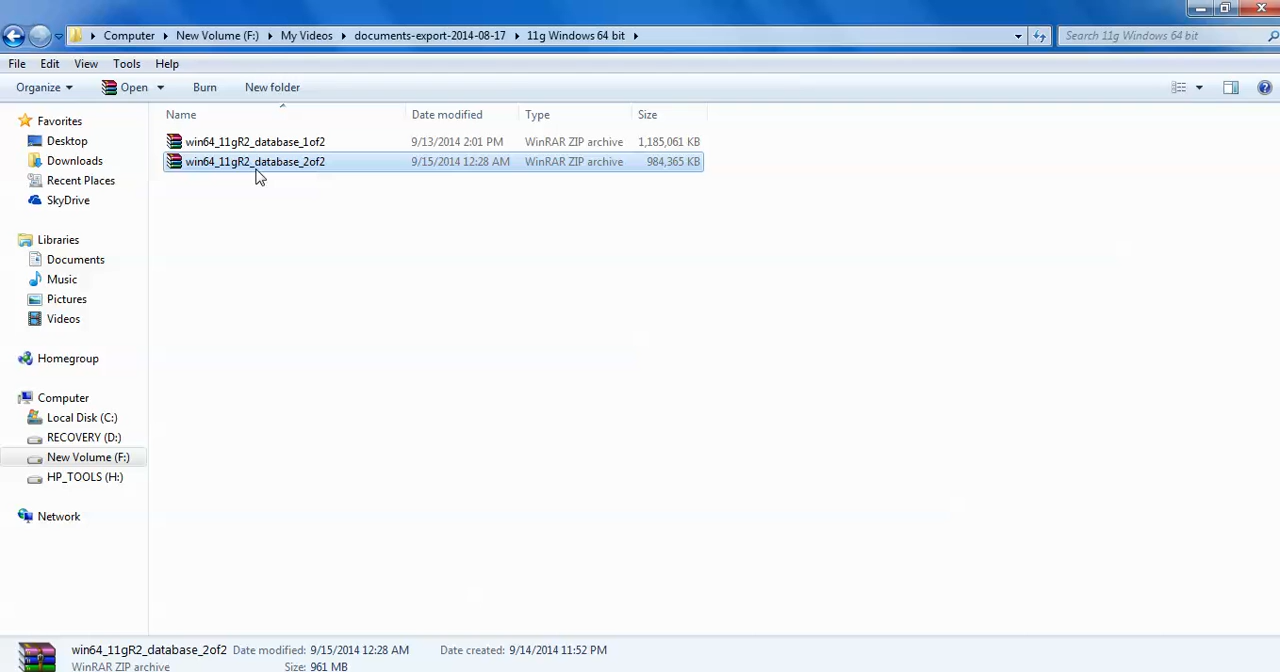 Computer New Volume (F:) My Videos documents-export-2014-08-17 11g Windows 64 bit Search 11g Windows 64 bit
File Edit View Tools Help
Organize Open Burn New folder
Name Date modified Type Size
win64_11gR2_database_1of2 9/13/2014 2:01 PM WinRAR ZIP archive 1,185,061 KB
win64_11gR2_database_2of2 9/15/2014 12:28 AM WinRAR ZIP archive 984,365 KB
Favorites
Desktop
Downloads
Recent Places
SkyDrive
Libraries
Documents
Music
Pictures
Videos
Homegroup
Computer
Local Disk (C:)
RECOVERY (D:)
New Volume (F:)
HP_TOOLS (H:)
Network
win64_11gR2_database_2of2 Date modified: 9/15/2014 12:28 AM Date created: 9/14/2014 11:52 PM
WinRAR ZIP archive Size: 961 MB